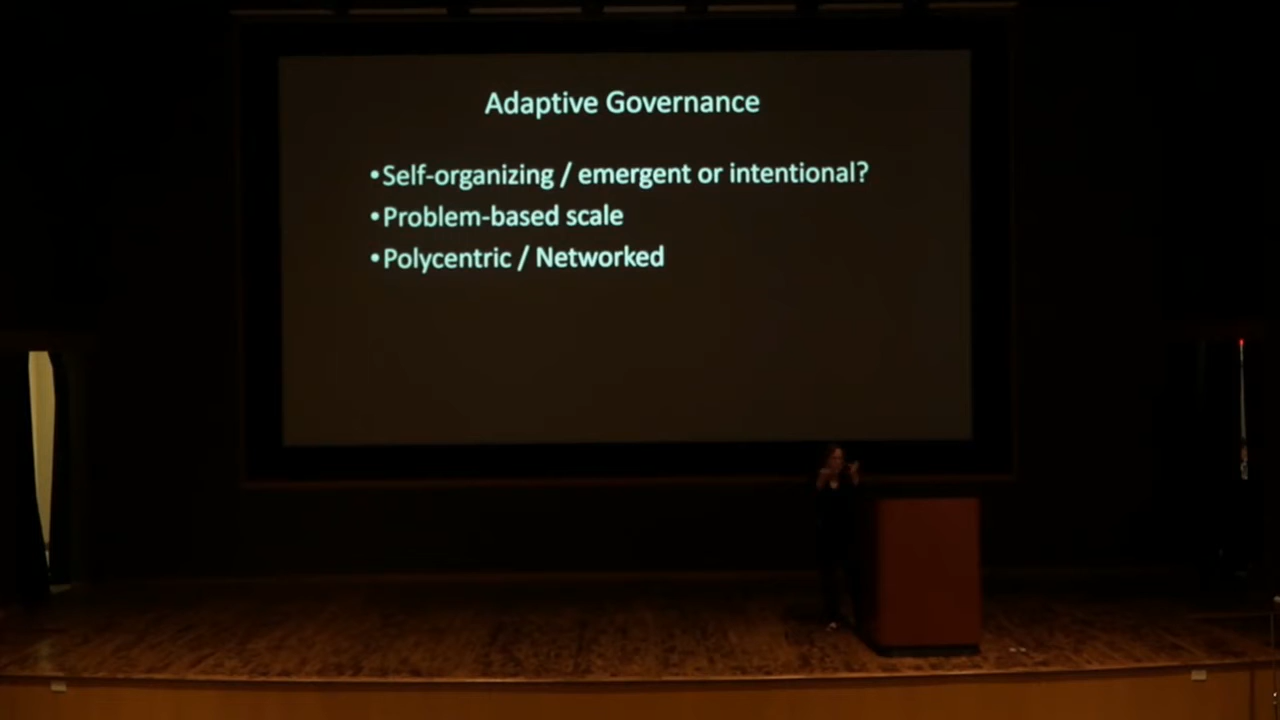 Adaptive Governance
•Self-organizing / emergent or intentional?
•Problem-based scale
•Polycentric / Networked